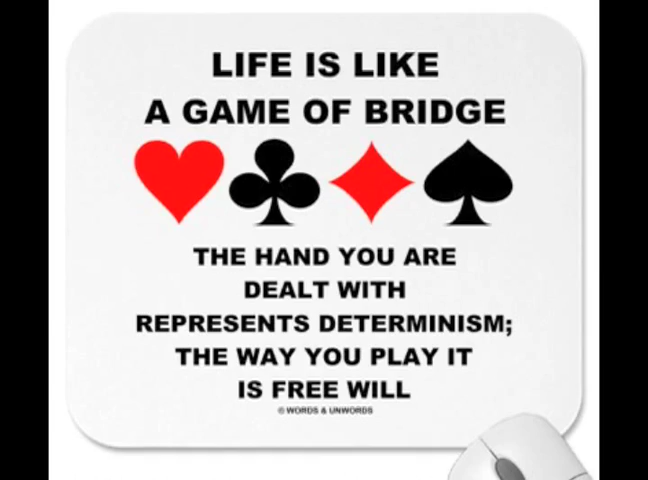 LIFE IS LIKE
A GAME OF BRIDGE
THE HAND YOU ARE
DEALT WITH
REPRESENTS DETERMINISM;
THE WAY YOU PLAY IT
IS FREE WILL
© WORDS & UNWORDS